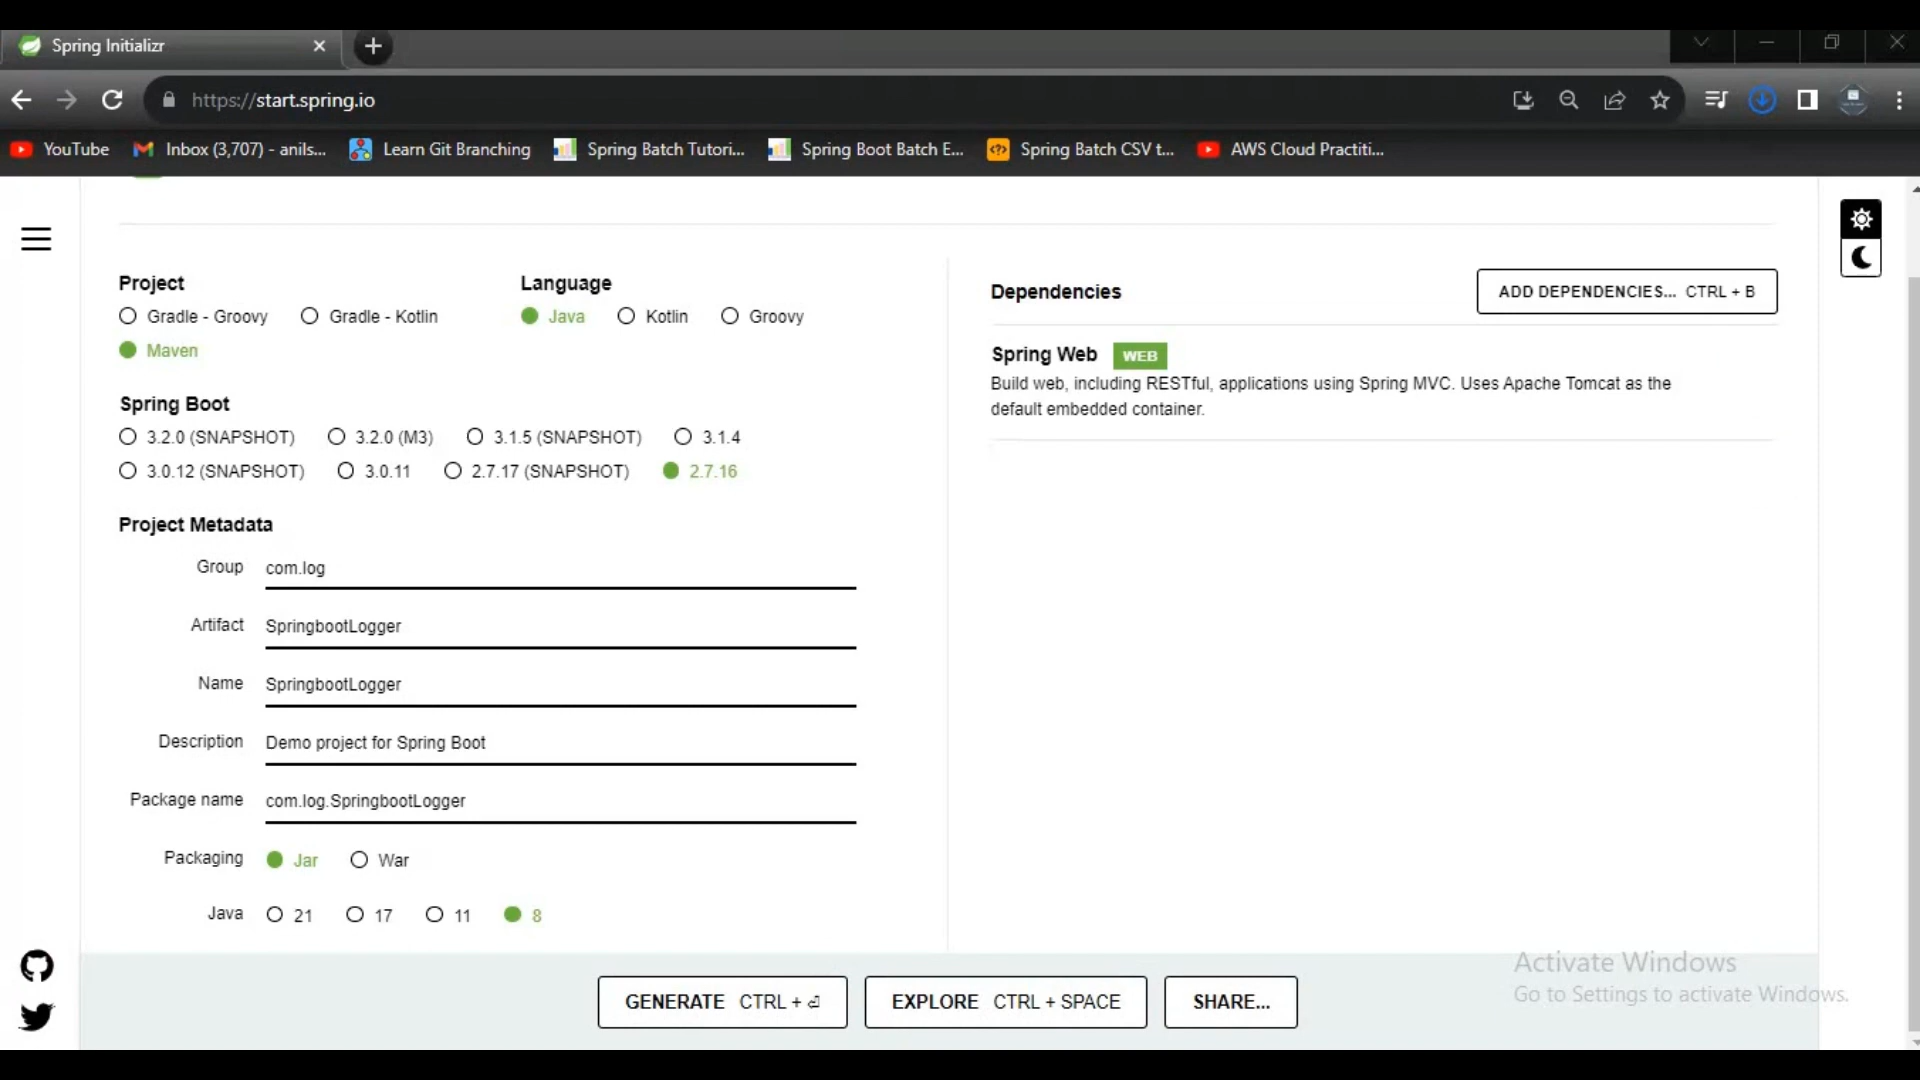 Spring Initializr
https://start.spring.io
YouTube Inbox (3,707) - anils... Learn Git Branching Spring Batch Tutori... Spring Boot Batch E... Spring Batch CSV t... AWS Cloud Practiti...
Project
Gradle - Groovy Gradle - Kotlin
Maven
Language
Java Kotlin Groovy
Spring Boot
3.2.0 (SNAPSHOT) 3.2.0 (M3) 3.1.5 (SNAPSHOT) 3.1.4
3.0.12 (SNAPSHOT) 3.0.11 2.7.17 (SNAPSHOT) 2.7.16
Project Metadata
Group com.log
Artifact SpringbootLogger
Name SpringbootLogger
Description Demo project for Spring Boot
Package name com.log.SpringbootLogger
Packaging Jar War
Java 21 17 11 8
Dependencies
ADD DEPENDENCIES... CTRL + B
Spring Web WEB
Build web, including RESTful, applications using Spring MVC. Uses Apache Tomcat as the
default embedded container.
GENERATE CTRL + ⏎ EXPLORE CTRL + SPACE SHARE...
Activate Windows
Go to Settings to activate Windows.